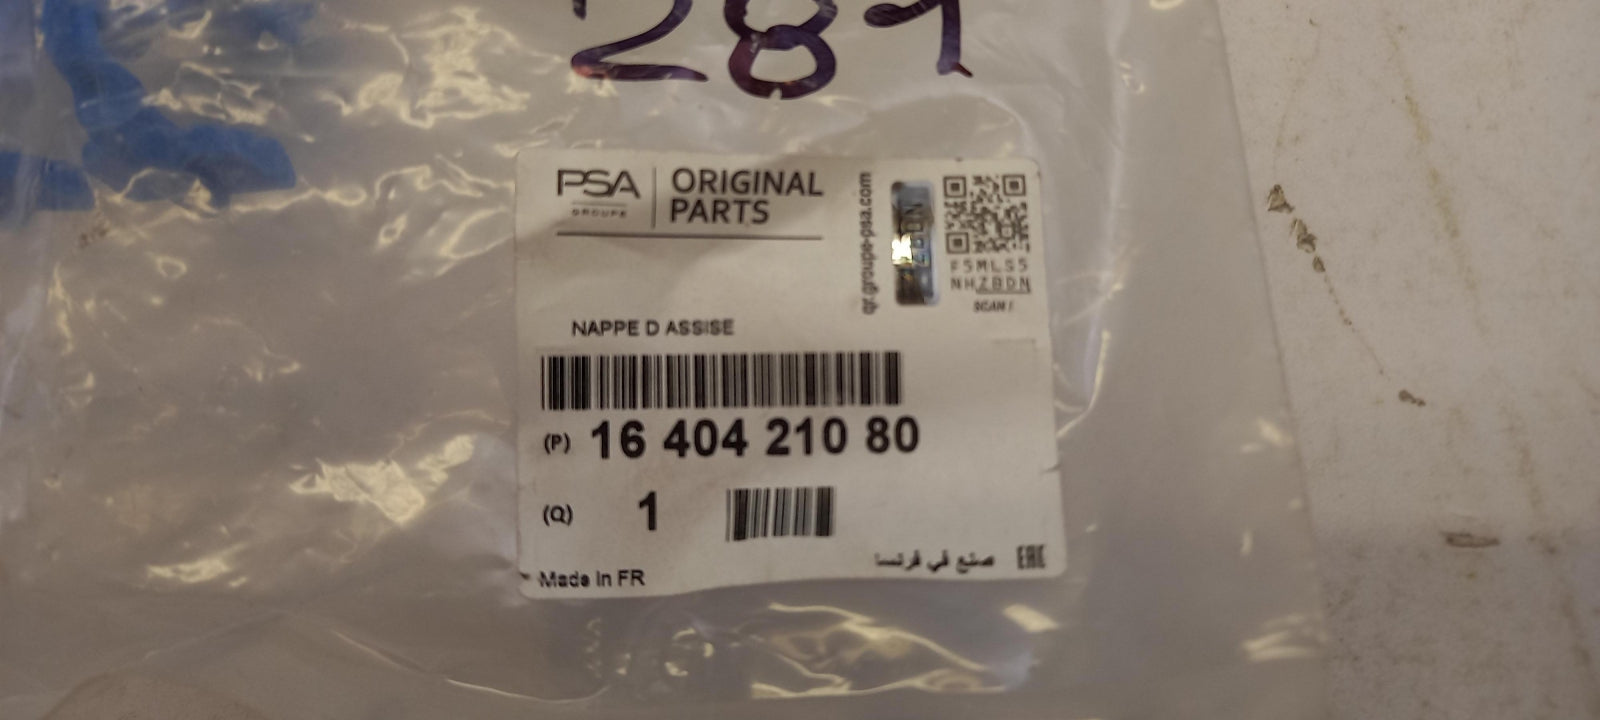 289
PSA
GROUPE
ORIGINAL
PARTS
qr.groupe-psa.com
F5MLS5
NHZBDN
SCAN !
NAPPE D ASSISE
(P) 16 404 210 80
(Q) 1
Made in FR
صنع في فرنسا
EAC